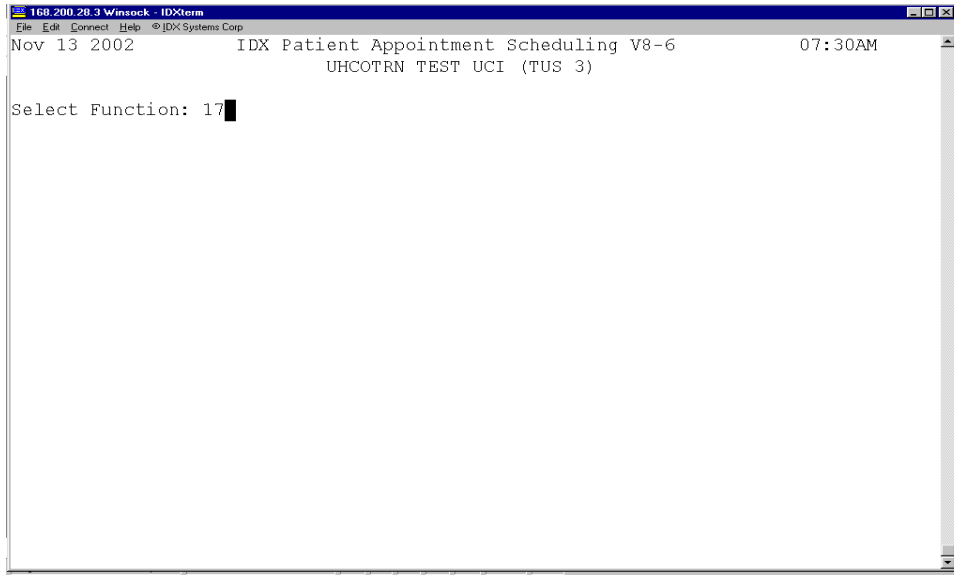 168.200.28.3 Winsock - IDXterm
File Edit Connect Help © IDX Systems Corp
Nov 13 2002 IDX Patient Appointment Scheduling V8-6 07:30AM
UHCOTRN TEST UCI (TUS 3)
Select Function: 17